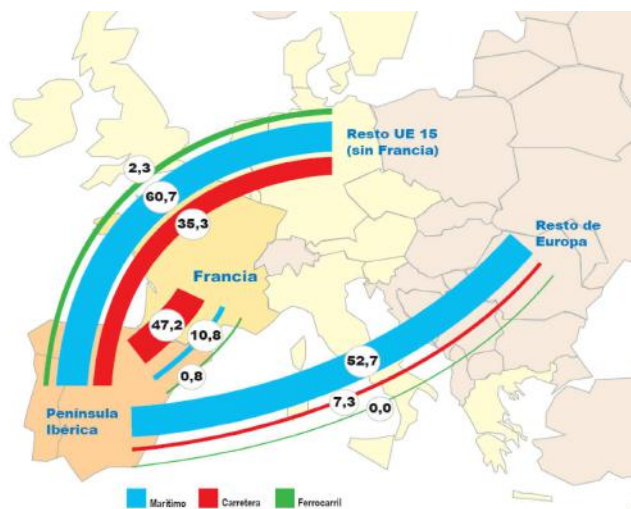 Resto UE 15
(sin Francia)
2,3
60,7
35,3
Resto de
Europa
Francia
47,2
10,8
0,8
52,7
7,3
0,0
Península
Ibérica
Marítimo
Carretera
Ferrocarril